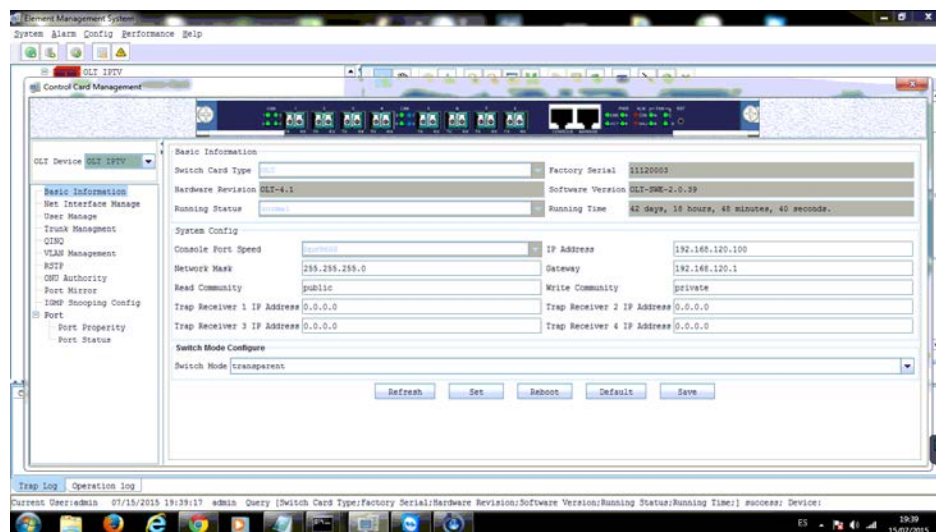 Element Management System
System Alarm Config Performance Help
OLT IPTV
Control Card Management
CONSOLE MANAGE
OLT Device OLT IPTV
Basic Information
Net Interface Manage
User Manage
Trunk Managment
QINQ
VLAN Management
RSTP
ONU Authority
Port Mirror
IGMP Snooping Config
Port
Port Properity
Port Status
Basic Information
Switch Card Type OLT Factory Serial 11120003
Hardware Revision OLT-4.1 Software Version OLT-SWE-2.0.39
Running Status normal Running Time 42 days, 18 hours, 48 minutes, 40 seconds.
System Config
Console Port Speed IP Address 192.168.120.100
Network Mask 255.255.255.0 Gateway 192.168.120.1
Read Community public Write Community private
Trap Receiver 1 IP Address 0.0.0.0 Trap Receiver 2 IP Address 0.0.0.0
Trap Receiver 3 IP Address 0.0.0.0 Trap Receiver 4 IP Address 0.0.0.0
Switch Mode Configure
Switch Mode transparent
Refresh Set Reboot Default Save
Trap Log Operation log
Current User:admin 07/15/2015 19:39:17 admin Query [Switch Card Type;Factory Serial;Hardware Revision;Software Version;Running Status;Running Time;] success; Device:
ES 19:39
15/07/2015